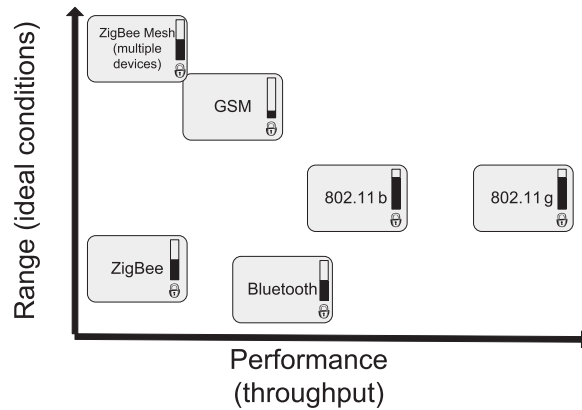 Range (ideal conditions)
ZigBee Mesh
(multiple
devices)
GSM
802.11 b
802.11 g
ZigBee
Bluetooth
Performance
(throughput)